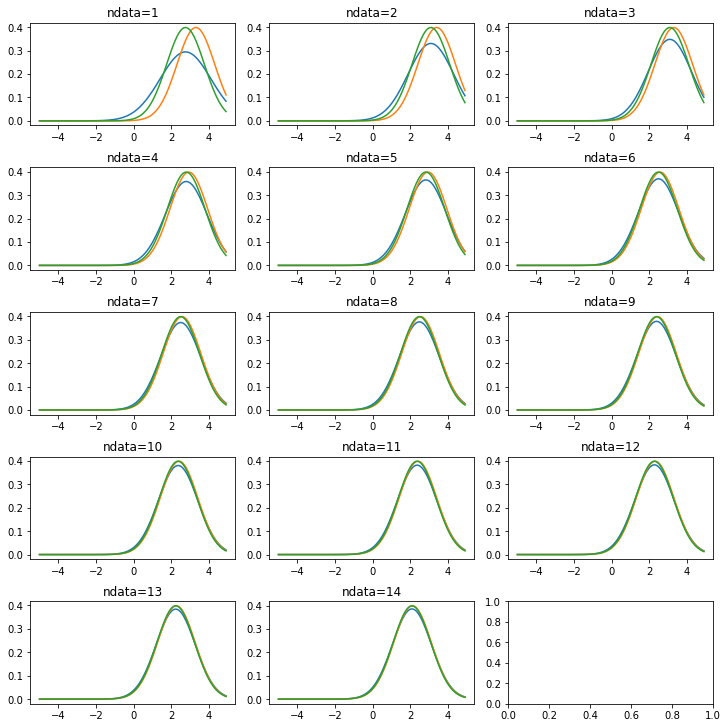 ndata=1 ndata=2 ndata=3
0.4 0.4 0.4
0.3 0.3 0.3
0.2 0.2 0.2
0.1 0.1 0.1
0.0 0.0 0.0
−4 −2 0 2 4 −4 −2 0 2 4 −4 −2 0 2 4
ndata=4 ndata=5 ndata=6
0.4 0.4 0.4
0.3 0.3 0.3
0.2 0.2 0.2
0.1 0.1 0.1
0.0 0.0 0.0
−4 −2 0 2 4 −4 −2 0 2 4 −4 −2 0 2 4
ndata=7 ndata=8 ndata=9
0.4 0.4 0.4
0.3 0.3 0.3
0.2 0.2 0.2
0.1 0.1 0.1
0.0 0.0 0.0
−4 −2 0 2 4 −4 −2 0 2 4 −4 −2 0 2 4
ndata=10 ndata=11 ndata=12
0.4 0.4 0.4
0.3 0.3 0.3
0.2 0.2 0.2
0.1 0.1 0.1
0.0 0.0 0.0
−4 −2 0 2 4 −4 −2 0 2 4 −4 −2 0 2 4
ndata=13 ndata=14
0.4 0.4 1.0
0.3 0.3 0.8
0.2 0.2 0.6
0.1 0.1 0.4
0.0 0.0 0.2
0.0
−4 −2 0 2 4 −4 −2 0 2 4 0.0 0.2 0.4 0.6 0.8 1.0